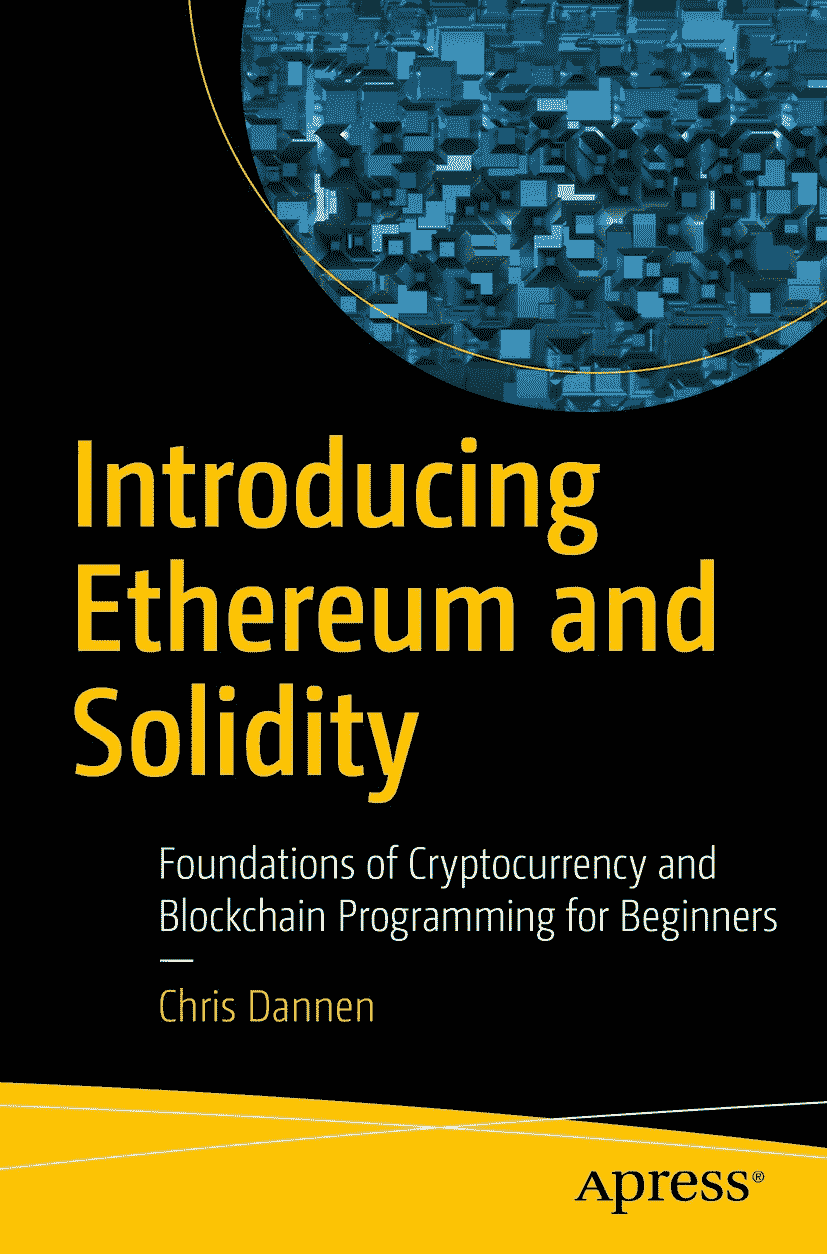 Introducing
Ethereum and
Solidity
Foundations of Cryptocurrency and
Blockchain Programming for Beginners
—
Chris Dannen
Apress®